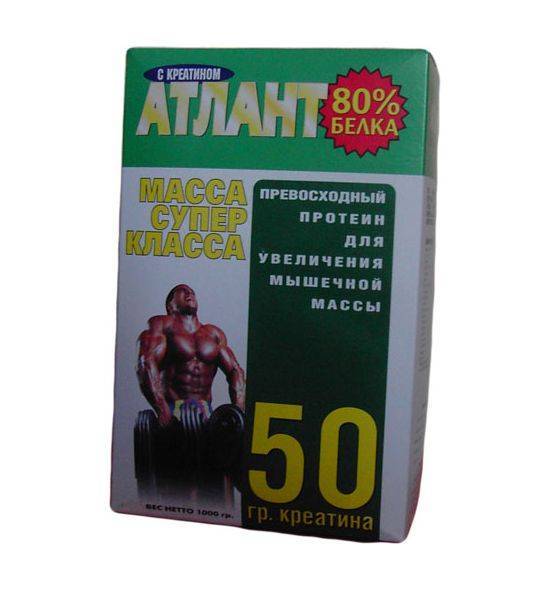 С КРЕАТИНОМ
АТЛАНТ
80%
БЕЛКА
МАССА
СУПЕР
КЛАССА
ПРЕВОСХОДНЫЙ
ПРОТЕИН
ДЛЯ
УВЕЛИЧЕНИЯ
МЫШЕЧНОЙ
МАССЫ
50
гр. креатина
ВЕС НЕТТО 1000 гр.